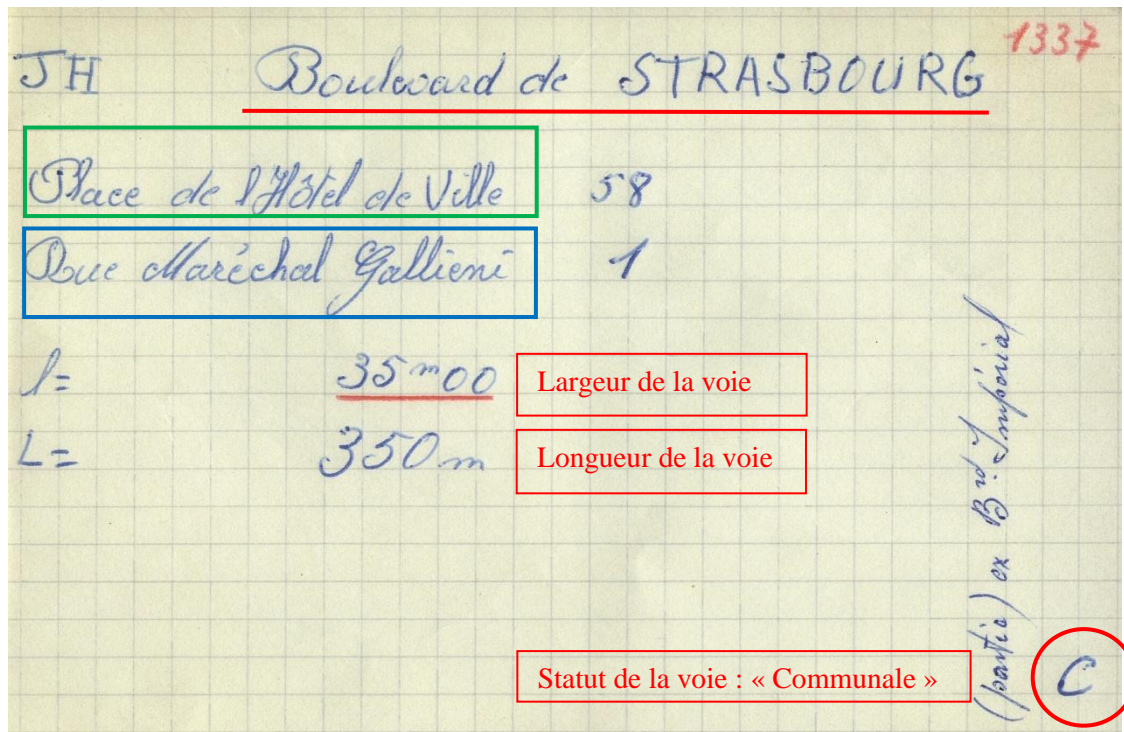 1337
JH Boulevard de STRASBOURG
Place de l'Hôtel de Ville 58
Rue Maréchal Gallieni 1
l= 35m00 Largeur de la voie
L= 350m Longueur de la voie
(partie) ex Brd. Impérial
Statut de la voie : « Communale » C